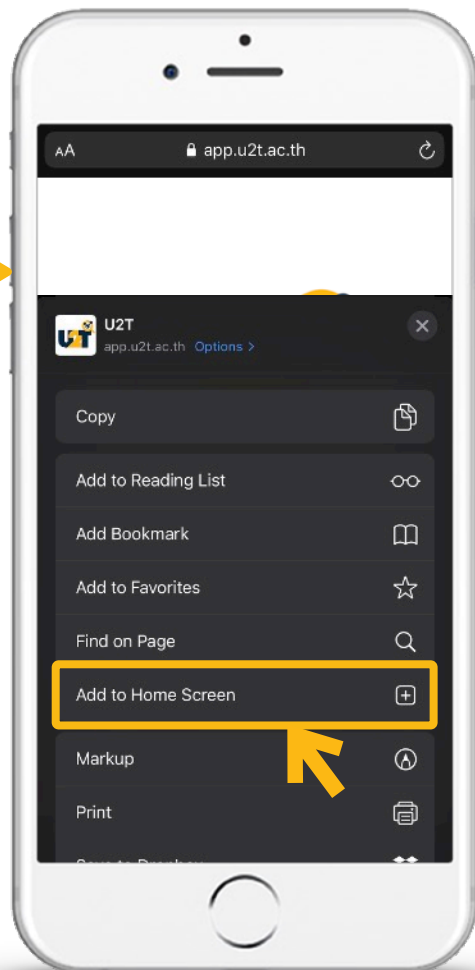 AA app.u2t.ac.th
U2T
U2T
app.u2t.ac.th Options >
Copy
Add to Reading List
Add Bookmark
Add to Favorites
Find on Page
Add to Home Screen
Markup
Print